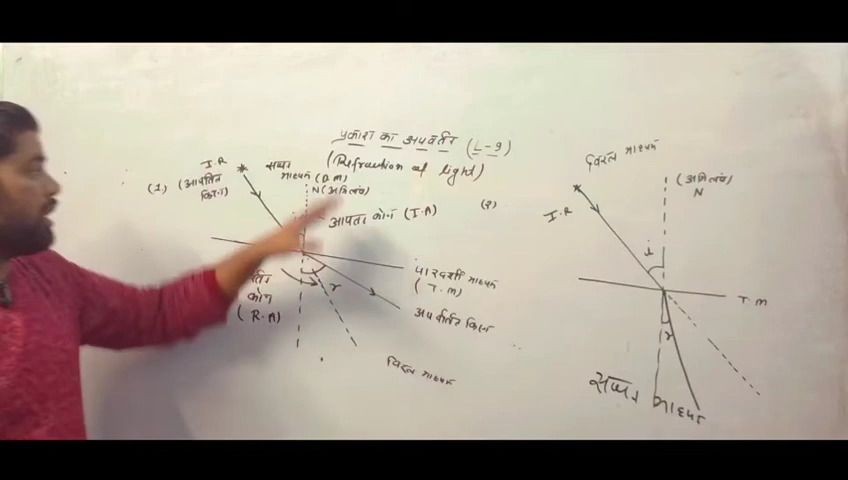 प्रकाश का अपवर्तन (L-9)
(Refraction of light)
(1)
I.R
(आपतित
किरण)
सघन
माध्यम (D.M)
N (अभिलंब)
आपतन कोन (I.A)
पारदर्शी माध्यम
(T.M)
अपवर्तित किरण
r
कोण
(R.A)
विरल माध्यम
(२)
विरल माध्यम
(अभिलंब)
N
I.R
i
T.M
r
सघन माध्यम